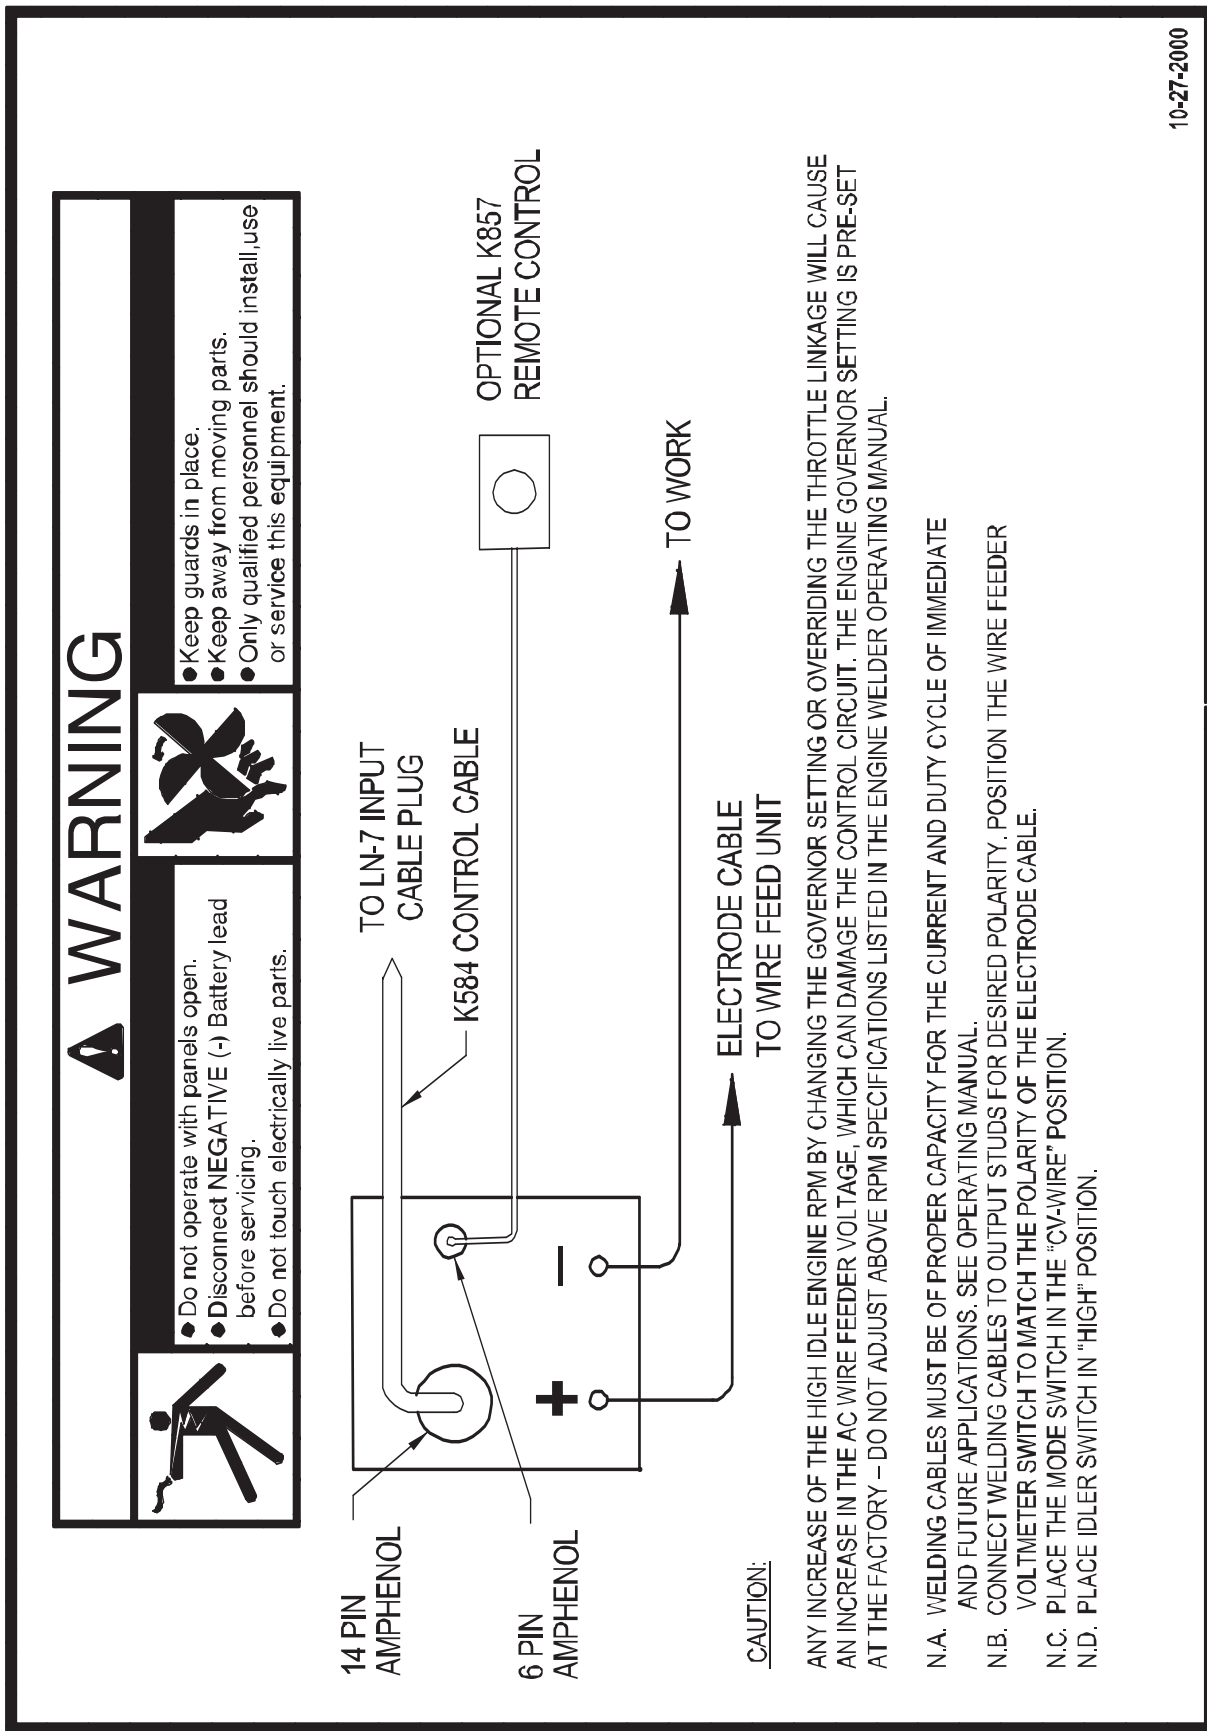 WARNING
● Do not operate with panels open.
● Disconnect NEGATIVE (-) Battery lead
before servicing.
● Do not touch electrically live parts.
● Keep guards in place.
● Keep away from moving parts.
● Only qualified personnel should install,use
or service this equipment.
14 PIN
AMPHENOL
6 PIN
AMPHENOL
TO LN-7 INPUT
CABLE PLUG
K584 CONTROL CABLE
OPTIONAL K857
REMOTE CONTROL
+
–
TO WORK
ELECTRODE CABLE
TO WIRE FEED UNIT
CAUTION:
ANY INCREASE OF THE HIGH IDLE ENGINE RPM BY CHANGING THE GOVERNOR SETTING OR OVERRIDING THE THROTTLE LINKAGE WILL CAUSE
AN INCREASE IN THE AC WIRE FEEDER VOLTAGE, WHICH CAN DAMAGE THE CONTROL CIRCUIT. THE ENGINE GOVERNOR SETTING IS PRE-SET
AT THE FACTORY – DO NOT ADJUST ABOVE RPM SPECIFICATIONS LISTED IN THE ENGINE WELDER OPERATING MANUAL.
N.A. WELDING CABLES MUST BE OF PROPER CAPACITY FOR THE CURRENT AND DUTY CYCLE OF IMMEDIATE
AND FUTURE APPLICATIONS. SEE OPERATING MANUAL.
N.B. CONNECT WELDING CABLES TO OUTPUT STUDS FOR DESIRED POLARITY. POSITION THE WIRE FEEDER
VOLTMETER SWITCH TO MATCH THE POLARITY OF THE ELECTRODE CABLE.
N.C. PLACE THE MODE SWITCH IN THE "CV-WIRE" POSITION.
N.D. PLACE IDLER SWITCH IN "HIGH" POSITION.
10-27-2000